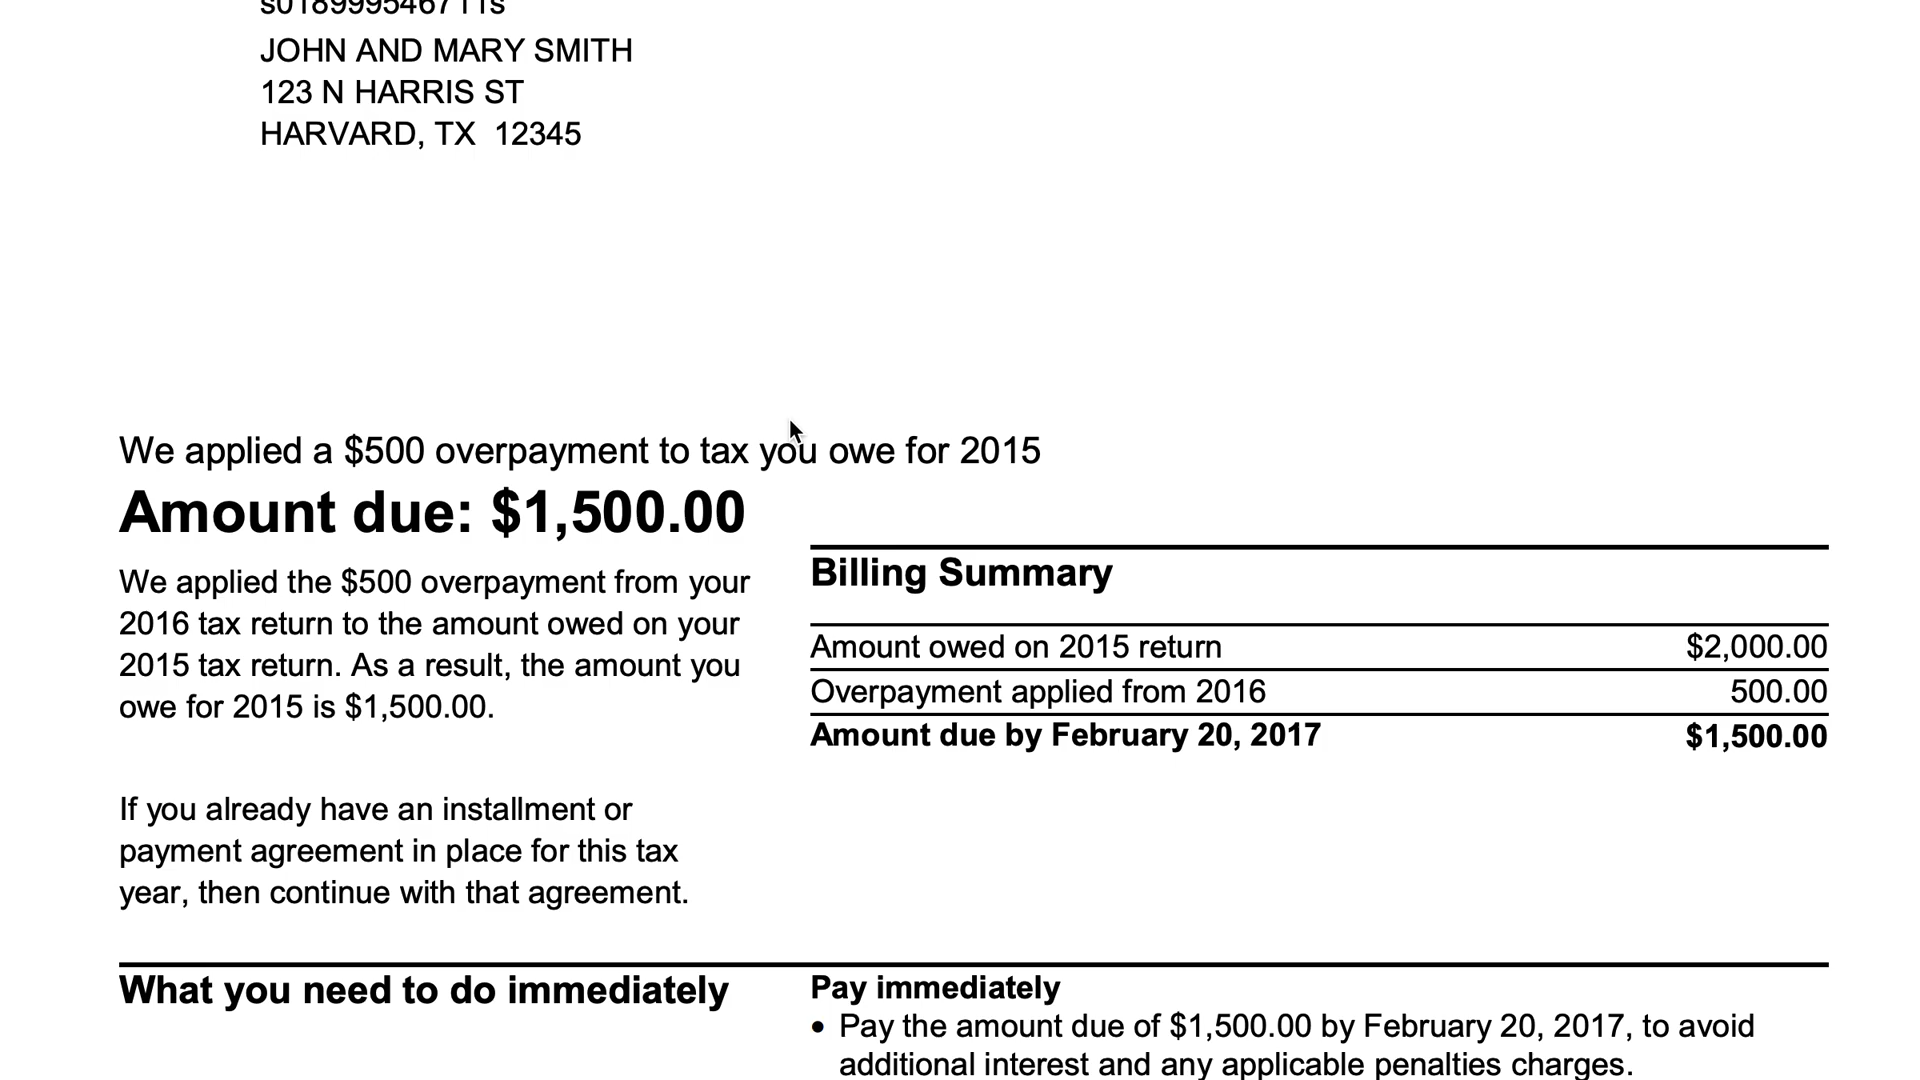 s018999546711s
JOHN AND MARY SMITH
123 N HARRIS ST
HARVARD, TX 12345
We applied a $500 overpayment to tax you owe for 2015
Amount due: $1,500.00
We applied the $500 overpayment from your
2016 tax return to the amount owed on your
2015 tax return. As a result, the amount you
owe for 2015 is $1,500.00.
If you already have an installment or
payment agreement in place for this tax
year, then continue with that agreement.
Billing Summary
Amount owed on 2015 return $2,000.00
Overpayment applied from 2016 500.00
Amount due by February 20, 2017 $1,500.00
What you need to do immediately
Pay immediately
• Pay the amount due of $1,500.00 by February 20, 2017, to avoid
additional interest and any applicable penalties charges.